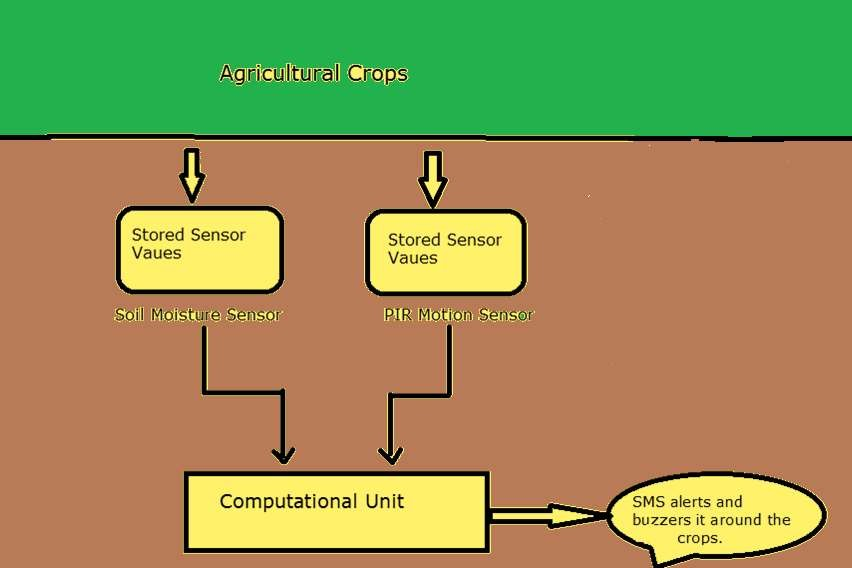 Agricultural Crops
Stored Sensor
Vaues
Stored Sensor
Vaues
Soil Moisture Sensor
PIR Motion Sensor
Computational Unit
SMS alerts and
buzzers it around the
crops.